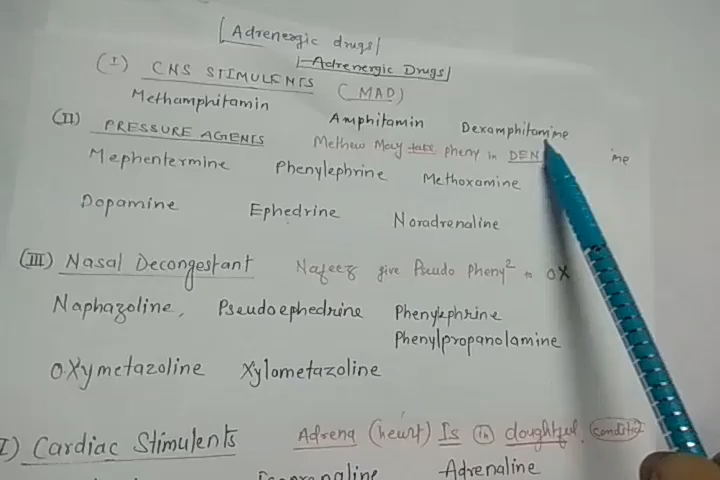 Adrenergic drugs
Adrenergic Drugs
(I) CNS STIMULENTS (MAD)
Methamphitamin Amphitamin Dexamphitamine
(II) PRESSURE AGENTS Methew May take pheny in DEN
Mephentermine Phenylephrine Methoxamine
Dopamine Ephedrine Noradrenaline
(III) Nasal Decongestant Nafeez give Pseudo Pheny² to OX
Naphazoline, Pseudoephedrine Phenylephrine
Phenylpropanolamine
OXymetazoline Xylometazoline
I) Cardiac Stimulents Adrena (heart) Is in doughtful
Adrenaline